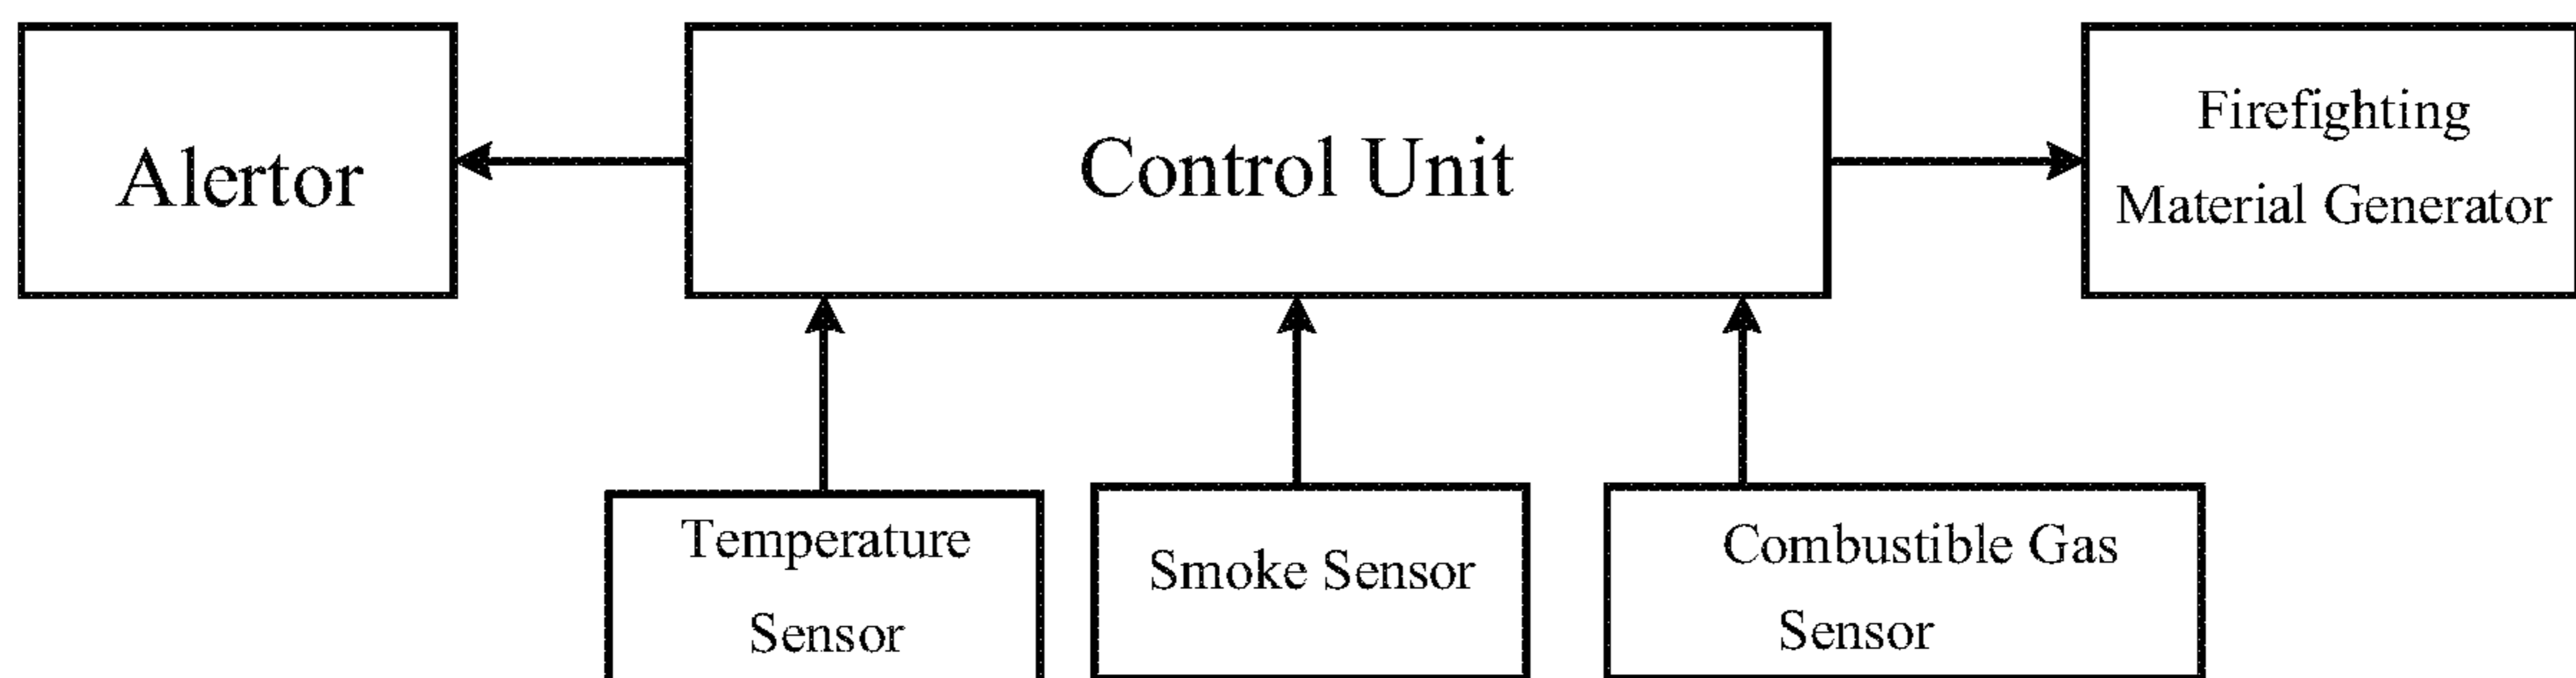 Alertor
Control Unit
Firefighting
Material Generator
Temperature
Sensor
Smoke Sensor
Combustible Gas
Sensor